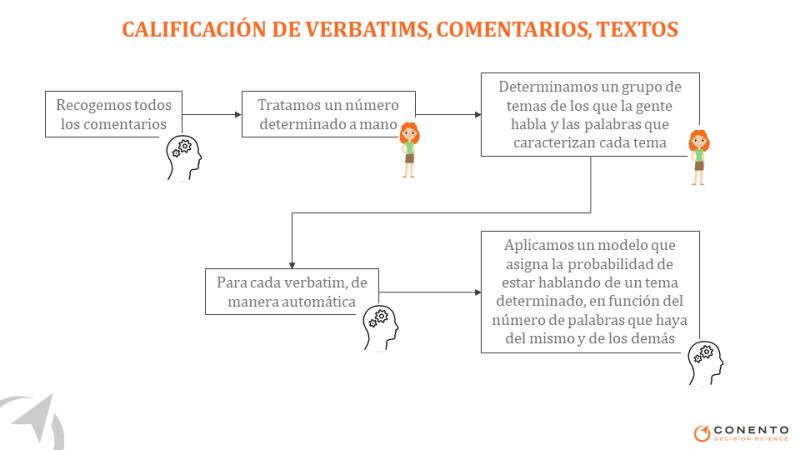 CALIFICACIÓN DE VERBATIMS, COMENTARIOS, TEXTOS
Recogemos todos
los comentarios
Tratamos un número
determinado a mano
Determinamos un grupo de
temas de los que la gente
habla y las palabras que
caracterizan cada tema
Para cada verbatim, de
manera automática
Aplicamos un modelo que
asigna la probabilidad de
estar hablando de un tema
determinado, en función del
número de palabras que haya
del mismo y de los demás
CONENTO
DECISION SCIENCE